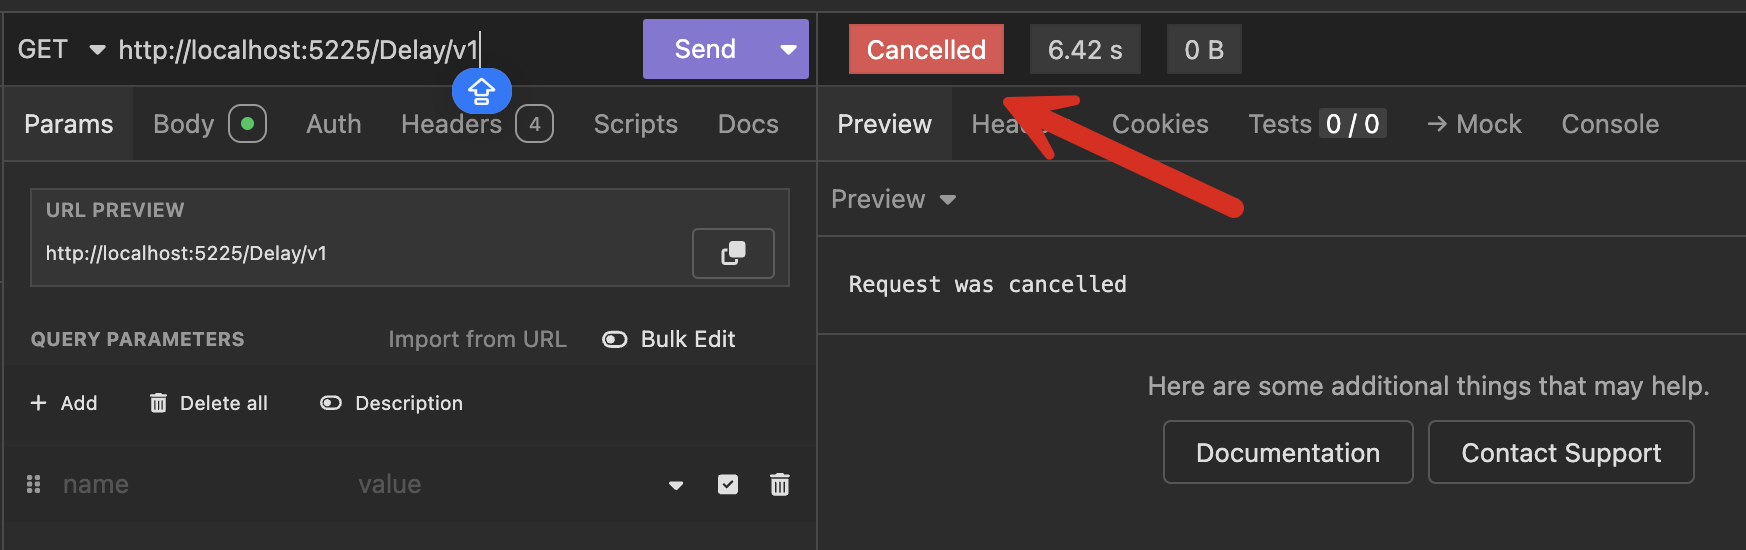 GET http://localhost:5225/Delay/v1 Send
Cancelled 6.42 s 0 B
Params Body Auth Headers 4 Scripts Docs
Preview Cookies Tests 0 / 0 → Mock Console
URL PREVIEW
http://localhost:5225/Delay/v1
Preview
Request was cancelled
QUERY PARAMETERS Import from URL Bulk Edit
+ Add Delete all Description
name value
Here are some additional things that may help.
Documentation Contact Support